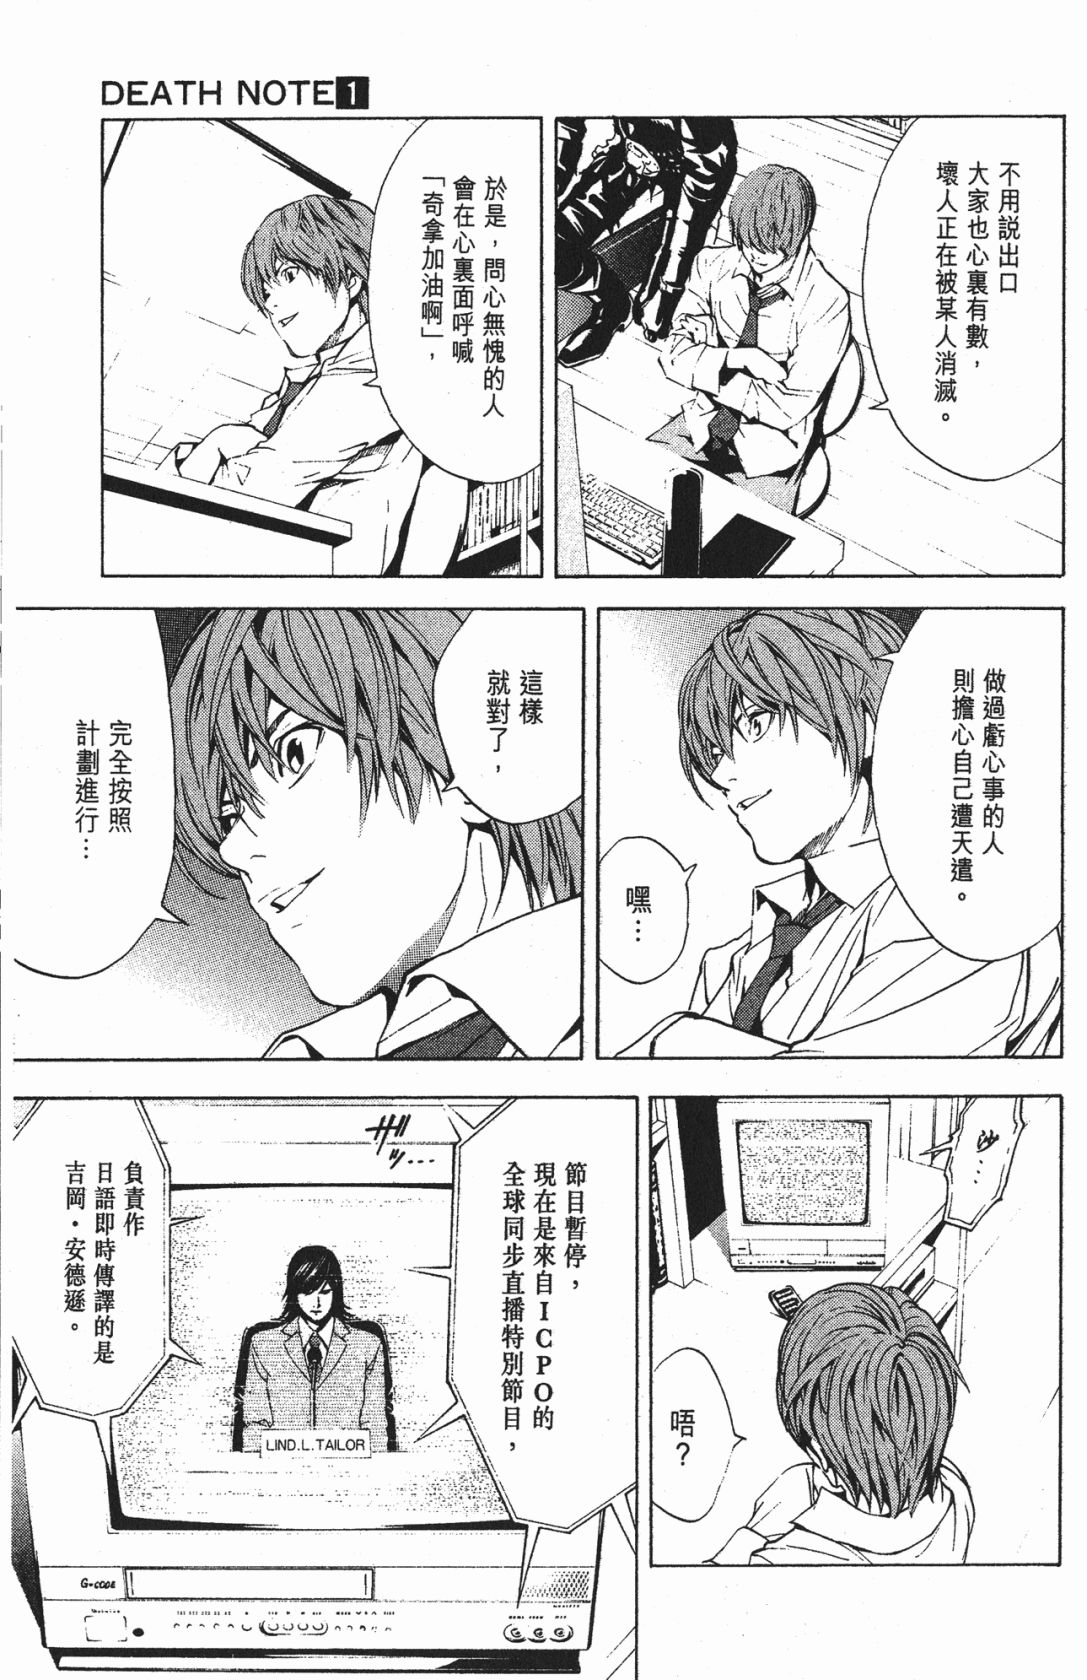 DEATH NOTE 1
不用說出口
大家也心裏有數，
壞人正在被某人消滅。
於是，問心無愧的人
會在心裏面呼喊
「奇拿加油啊」，
做過虧心事的人
則擔心自己遭天遣。
嘿…
這樣
就對了，
完全按照
計劃進行…
沙…
唔？
節目暫停，
現在是來自ICPO的
全球同步直播特別節目，
ザザッ…
負責作
日語即時傳譯的是
吉岡・安德遜。
LIND.L.TAILOR
G-CODE